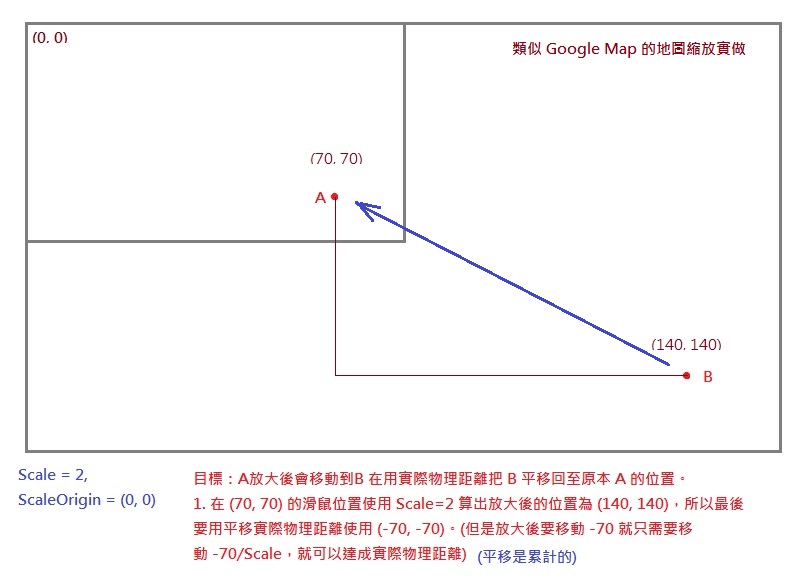 (0, 0)
類似 Google Map 的地圖縮放實做
(70, 70)
A
(140, 140)
B
Scale = 2,
ScaleOrigin = (0, 0)
目標：A放大後會移動到B 在用實際物理距離把 B 平移回至原本 A 的位置。
1. 在 (70, 70) 的滑鼠位置使用 Scale=2 算出放大後的位置為 (140, 140)，所以最後
要用平移實際物理距離使用 (-70, -70)。(但是放大後要移動 -70 就只需要移
動 -70/Scale，就可以達成實際物理距離) (平移是累計的)